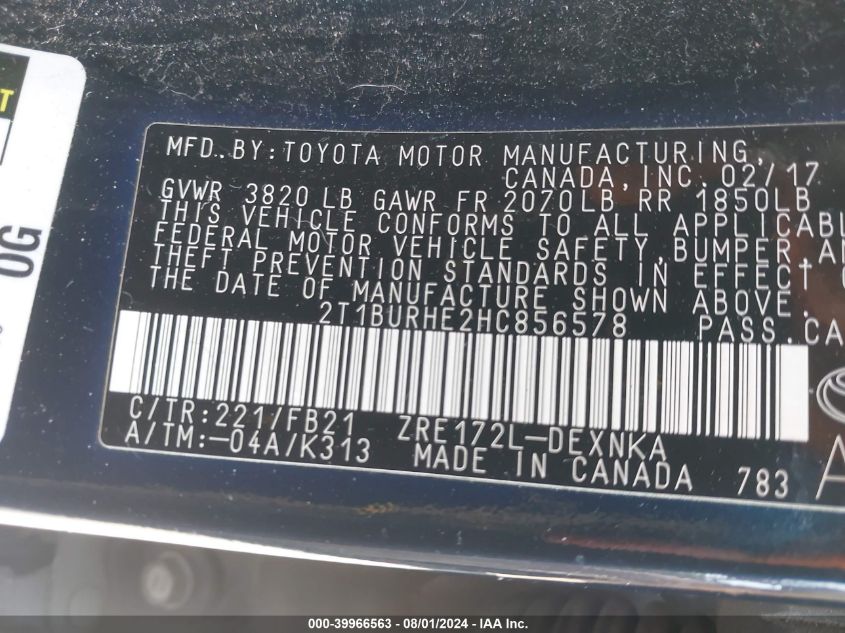 T
OG
MFD. BY: TOYOTA MOTOR MANUFACTURING,
CANADA, INC. 02/17
GVWR 3820 LB GAWR FR 2070LB RR 1850LB
THIS VEHICLE CONFORMS TO ALL APPLICABL
FEDERAL MOTOR VEHICLE SAFETY, BUMPER, AN
THEFT PREVENTION STANDARDS IN EFFECT
THE DATE OF MANUFACTURE SHOWN ABOVE.
2T1BURHE2HC856578 PASS. CA
C/TR: 221/FB21 ZRE172L-DEXNKA
A/TM: -04A/K313 MADE IN CANADA 783
A
000-39966563 - 08/01/2024 - IAAI Inc.